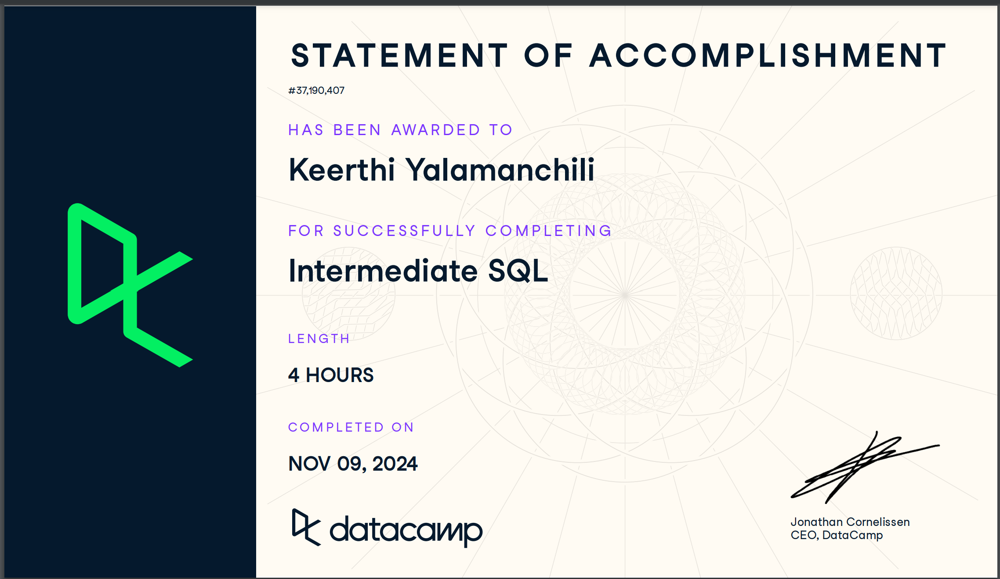 STATEMENT OF ACCOMPLISHMENT
#37,190,407
HAS BEEN AWARDED TO
Keerthi Yalamanchili
FOR SUCCESSFULLY COMPLETING
Intermediate SQL
LENGTH
4 HOURS
COMPLETED ON
NOV 09, 2024
datacamp
Jonathan Cornelissen
CEO, DataCamp